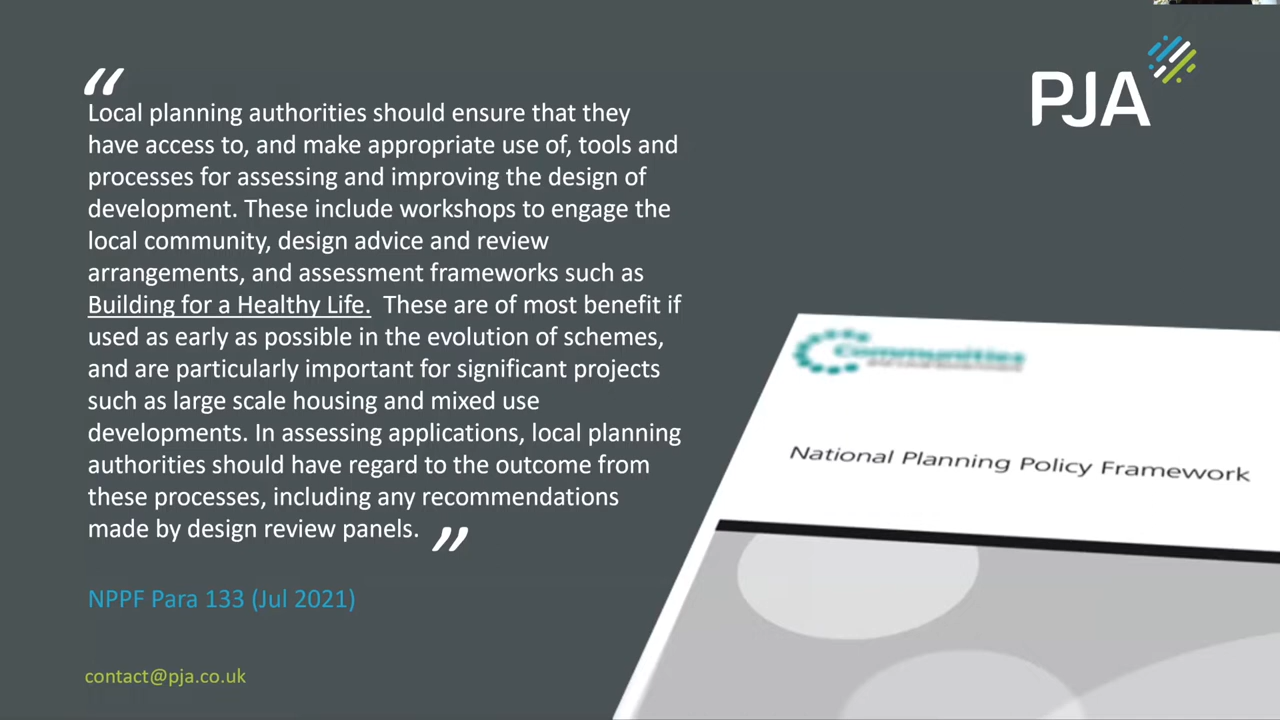 PJA
“
Local planning authorities should ensure that they
have access to, and make appropriate use of, tools and
processes for assessing and improving the design of
development. These include workshops to engage the
local community, design advice and review
arrangements, and assessment frameworks such as
Building for a Healthy Life. These are of most benefit if
used as early as possible in the evolution of schemes,
and are particularly important for significant projects
such as large scale housing and mixed use
developments. In assessing applications, local planning
authorities should have regard to the outcome from
these processes, including any recommendations
made by design review panels. ”
NPPF Para 133 (Jul 2021)
contact@pja.co.uk
Communities
National Planning Policy Framework